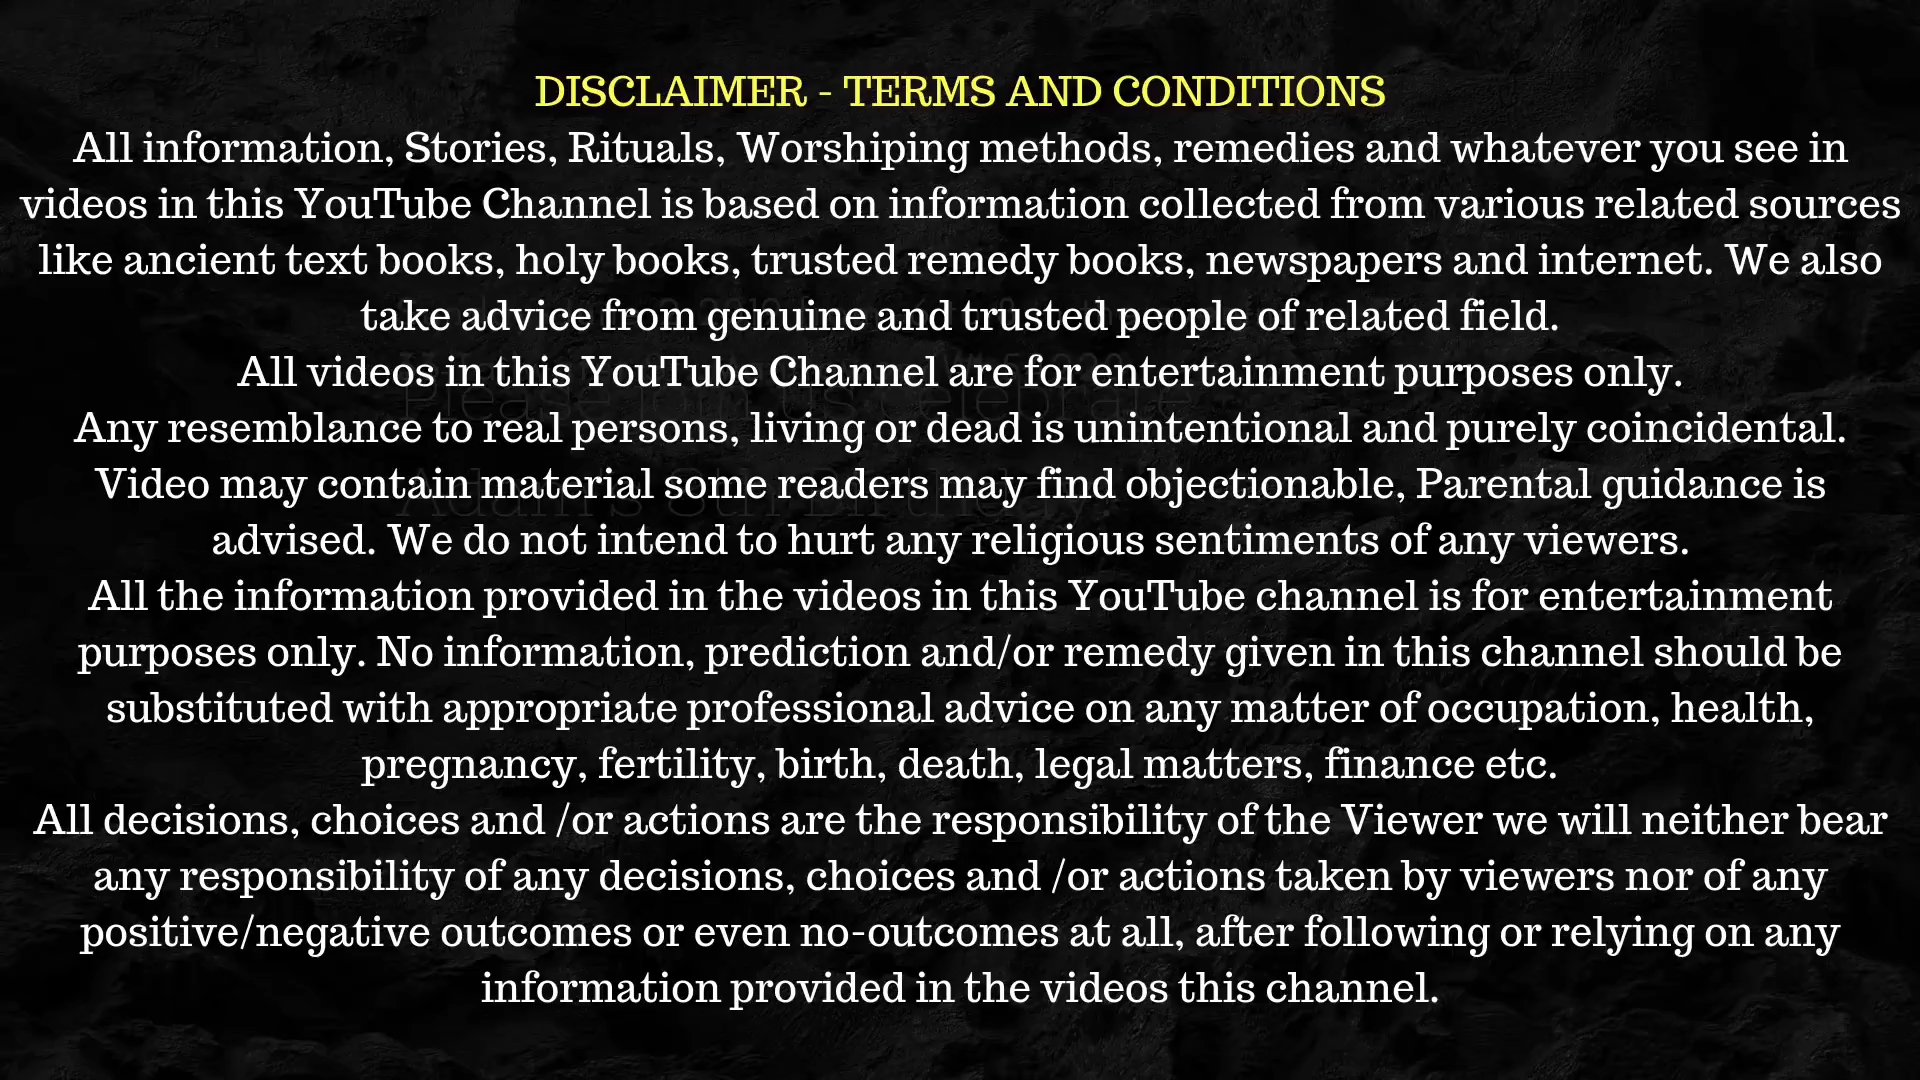 DISCLAIMER - TERMS AND CONDITIONS
All information, Stories, Rituals, Worshiping methods, remedies and whatever you see in
videos in this YouTube Channel is based on information collected from various related sources
like ancient text books, holy books, trusted remedy books, newspapers and internet. We also
take advice from genuine and trusted people of related field.
All videos in this YouTube Channel are for entertainment purposes only.
Please join us celebrate
Any resemblance to real persons, living or dead is unintentional and purely coincidental.
Video may contain material some readers may find objectionable, Parental guidance is
Adam's 8th Birthday!
advised. We do not intend to hurt any religious sentiments of any viewers.
All the information provided in the videos in this YouTube channel is for entertainment
purposes only. No information, prediction and/or remedy given in this channel should be
substituted with appropriate professional advice on any matter of occupation, health,
pregnancy, fertility, birth, death, legal matters, finance etc.
All decisions, choices and /or actions are the responsibility of the Viewer we will neither bear
any responsibility of any decisions, choices and /or actions taken by viewers nor of any
positive/negative outcomes or even no-outcomes at all, after following or relying on any
information provided in the videos this channel.